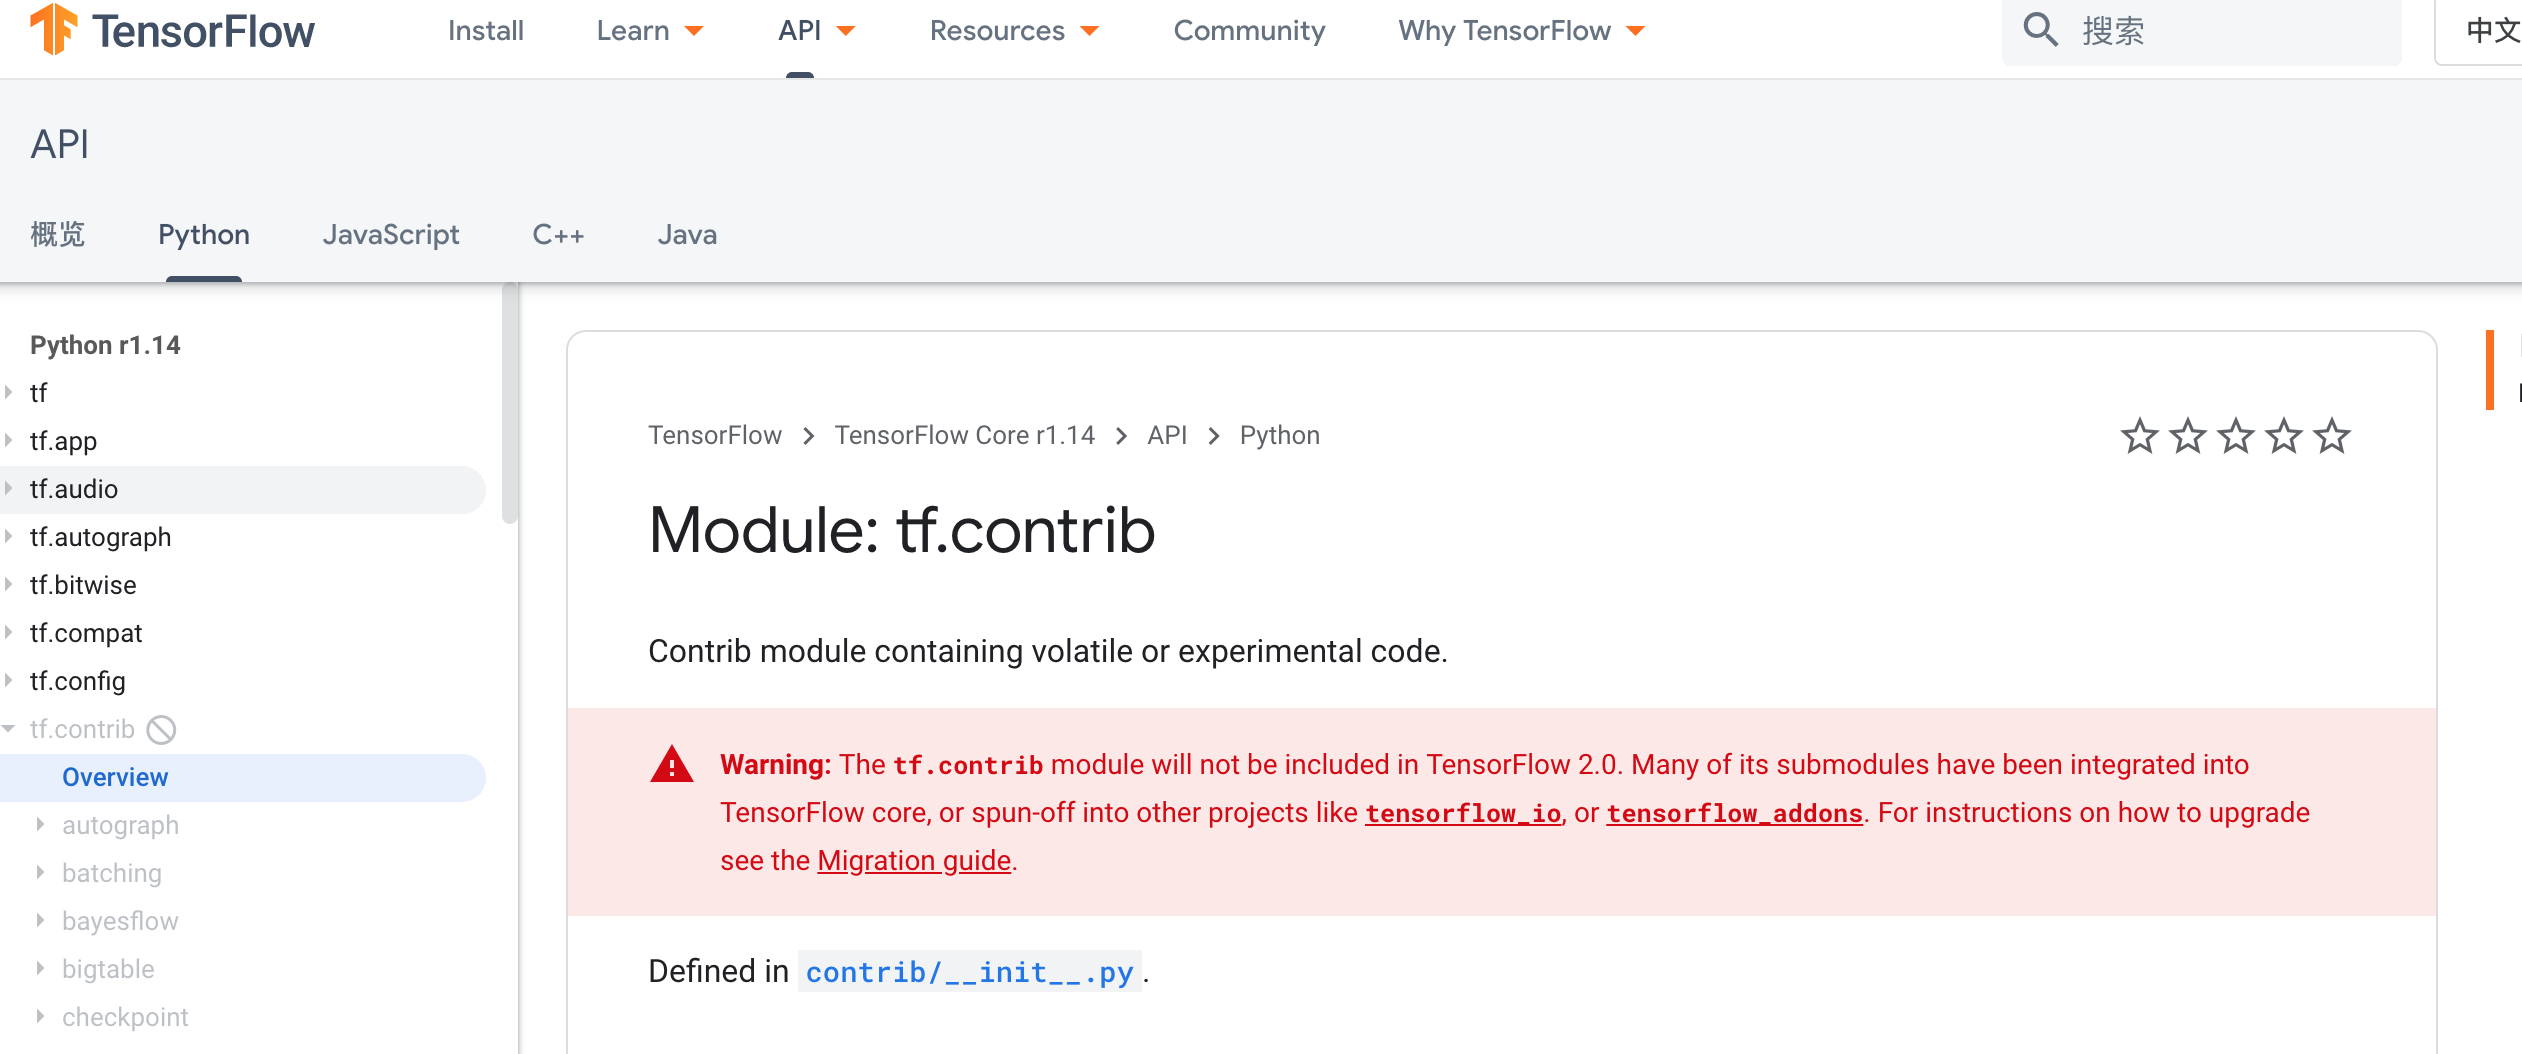 TensorFlow
Install
Learn
API
Resources
Community
Why TensorFlow
搜索
中文
API
概览
Python
JavaScript
C++
Java
Python r1.14
tf
tf.app
tf.audio
tf.autograph
tf.bitwise
tf.compat
tf.config
tf.contrib
Overview
autograph
batching
bayesflow
bigtable
checkpoint
TensorFlow > TensorFlow Core r1.14 > API > Python
Module: tf.contrib
Contrib module containing volatile or experimental code.
Warning: The tf.contrib module will not be included in TensorFlow 2.0. Many of its submodules have been integrated into
TensorFlow core, or spun-off into other projects like tensorflow_io, or tensorflow_addons. For instructions on how to upgrade
see the Migration guide.
Defined in contrib/__init__.py.